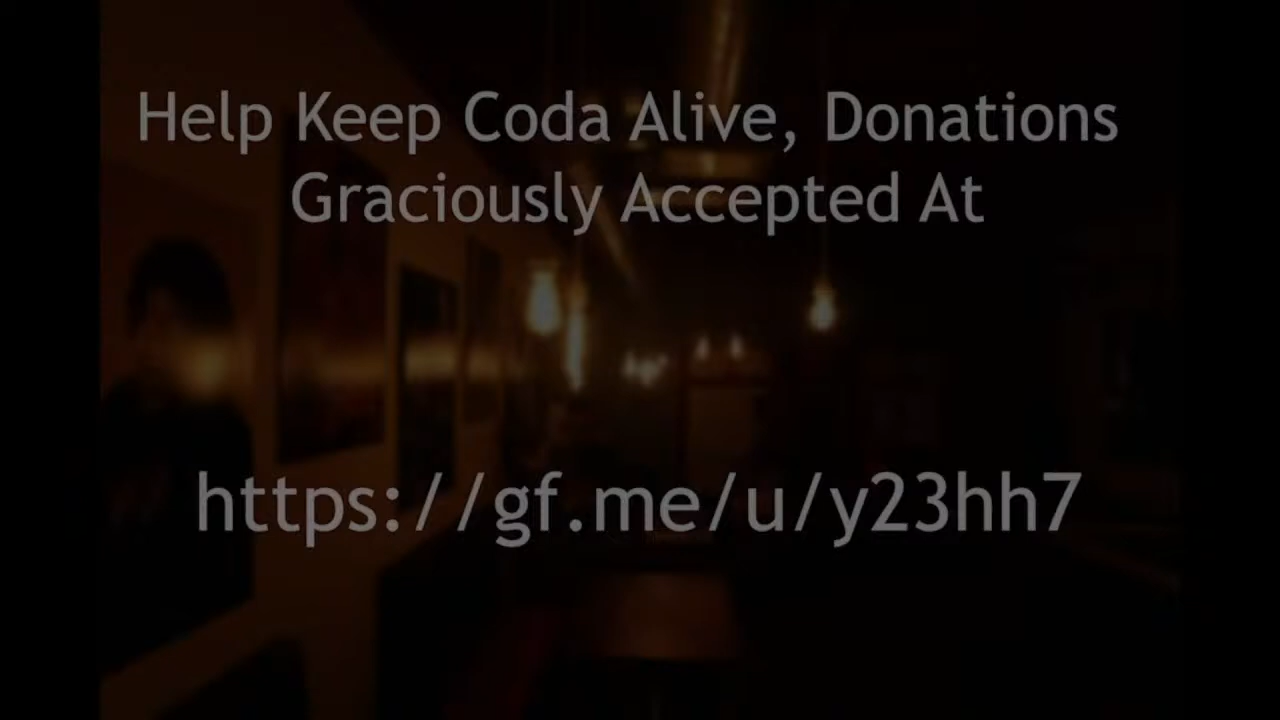 Help Keep Coda Alive, Donations
Graciously Accepted At
https://gf.me/u/y23hh7